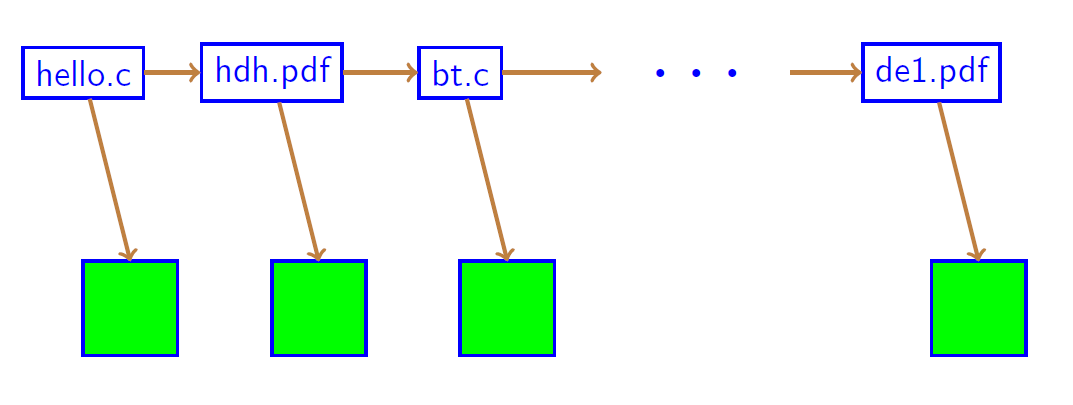 hello.c hdh.pdf bt.c • • • de1.pdf